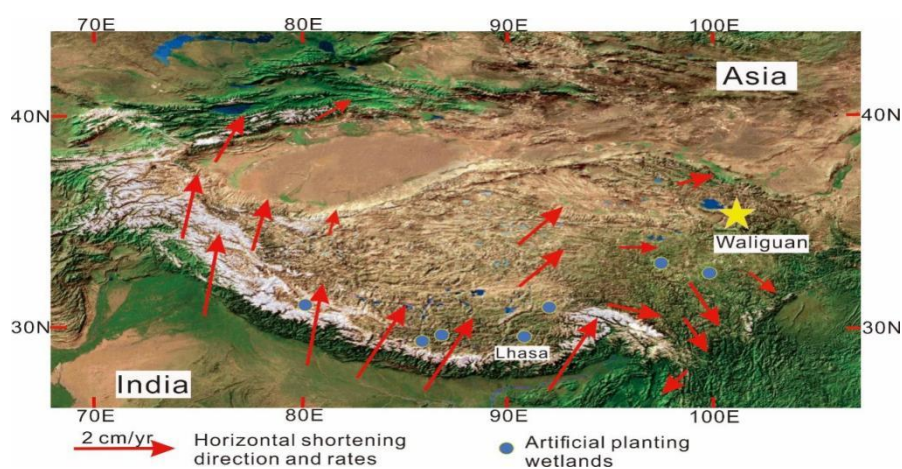 70E 80E 90E 100E
Asia
40N 40N
Waliguan
30N 30N
Lhasa
India
70E 80E 90E 100E
2 cm/yr
Horizontal shortening
direction and rates
Artificial planting
wetlands